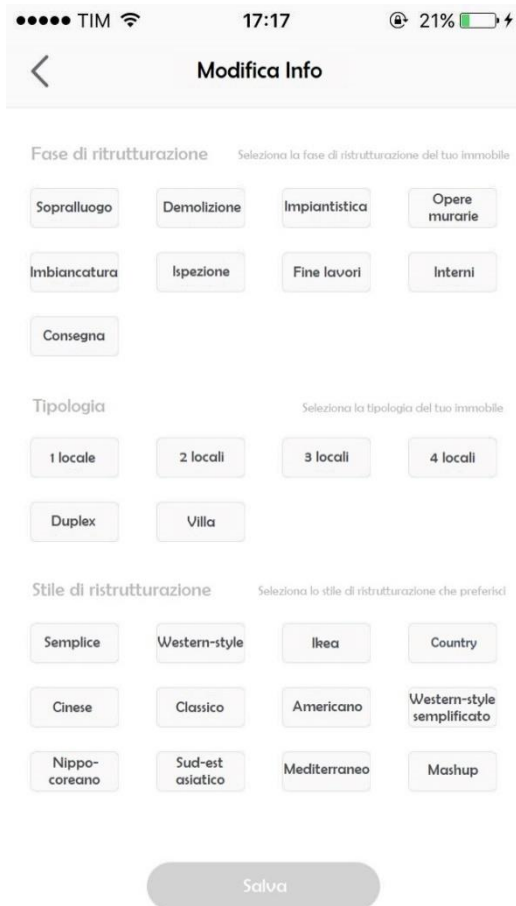 TIM 17:17 21%
Modifica Info
Fase di ritrutturazione Seleziona la fase di ristrutturazione del tuo immobile
Sopralluogo Demolizione Impiantistica Opere murarie
Imbiancatura Ispezione Fine lavori Interni
Consegna
Tipologia Seleziona la tipologia del tuo immobile
1 locale 2 locali 3 locali 4 locali
Duplex Villa
Stile di ristrutturazione Seleziona lo stile di ristrutturazione che preferisci
Semplice Western-style Ikea Country
Cinese Classico Americano Western-style semplificato
Nippo-coreano Sud-est asiatico Mediterraneo Mashup
Salva